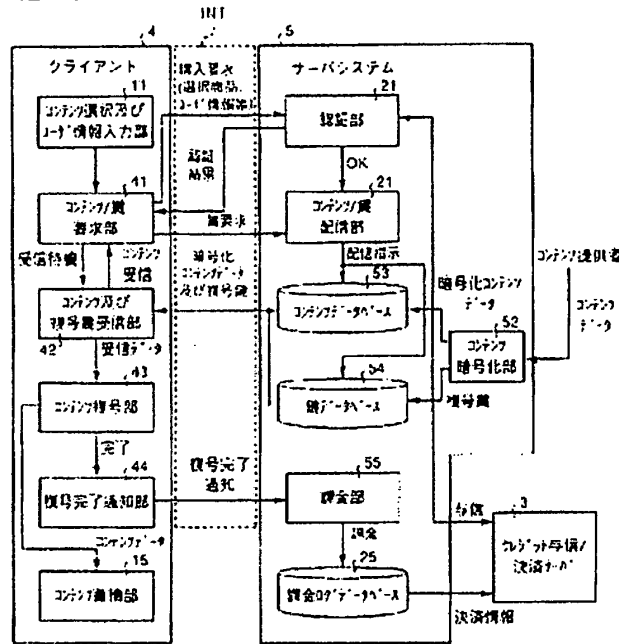 INT
4
5
クライアント
購入要求
(選択商品、
ユーザ情報等)
サーバシステム
11
コンテンツ選択及び
ユーザ情報入力部
21
認証部
認証
結果
OK
41
コンテンツ/鍵
要求部
21
コンテンツ/鍵
配信部
鍵要求
受信待機
コンテンツ
受信
暗号化
コンテンツデータ
及び復号鍵
配信指示
53
コンテンツデータベース
暗号化コンテンツ
データ
コンテンツ提供者
コンテンツ
データ
コンテンツ及び
復号鍵受信部
42
受信データ
52
コンテンツ
暗号化部
43
コンテンツ復号部
54
鍵データベース
復号鍵
完了
44
復号完了通知部
復号完了
通知
55
課金部
与信
3
コンテンツデータ
課金
クレジット与信/
決済サーバ
15
コンテンツ蓄積部
25
課金ログデータベース
決済情報